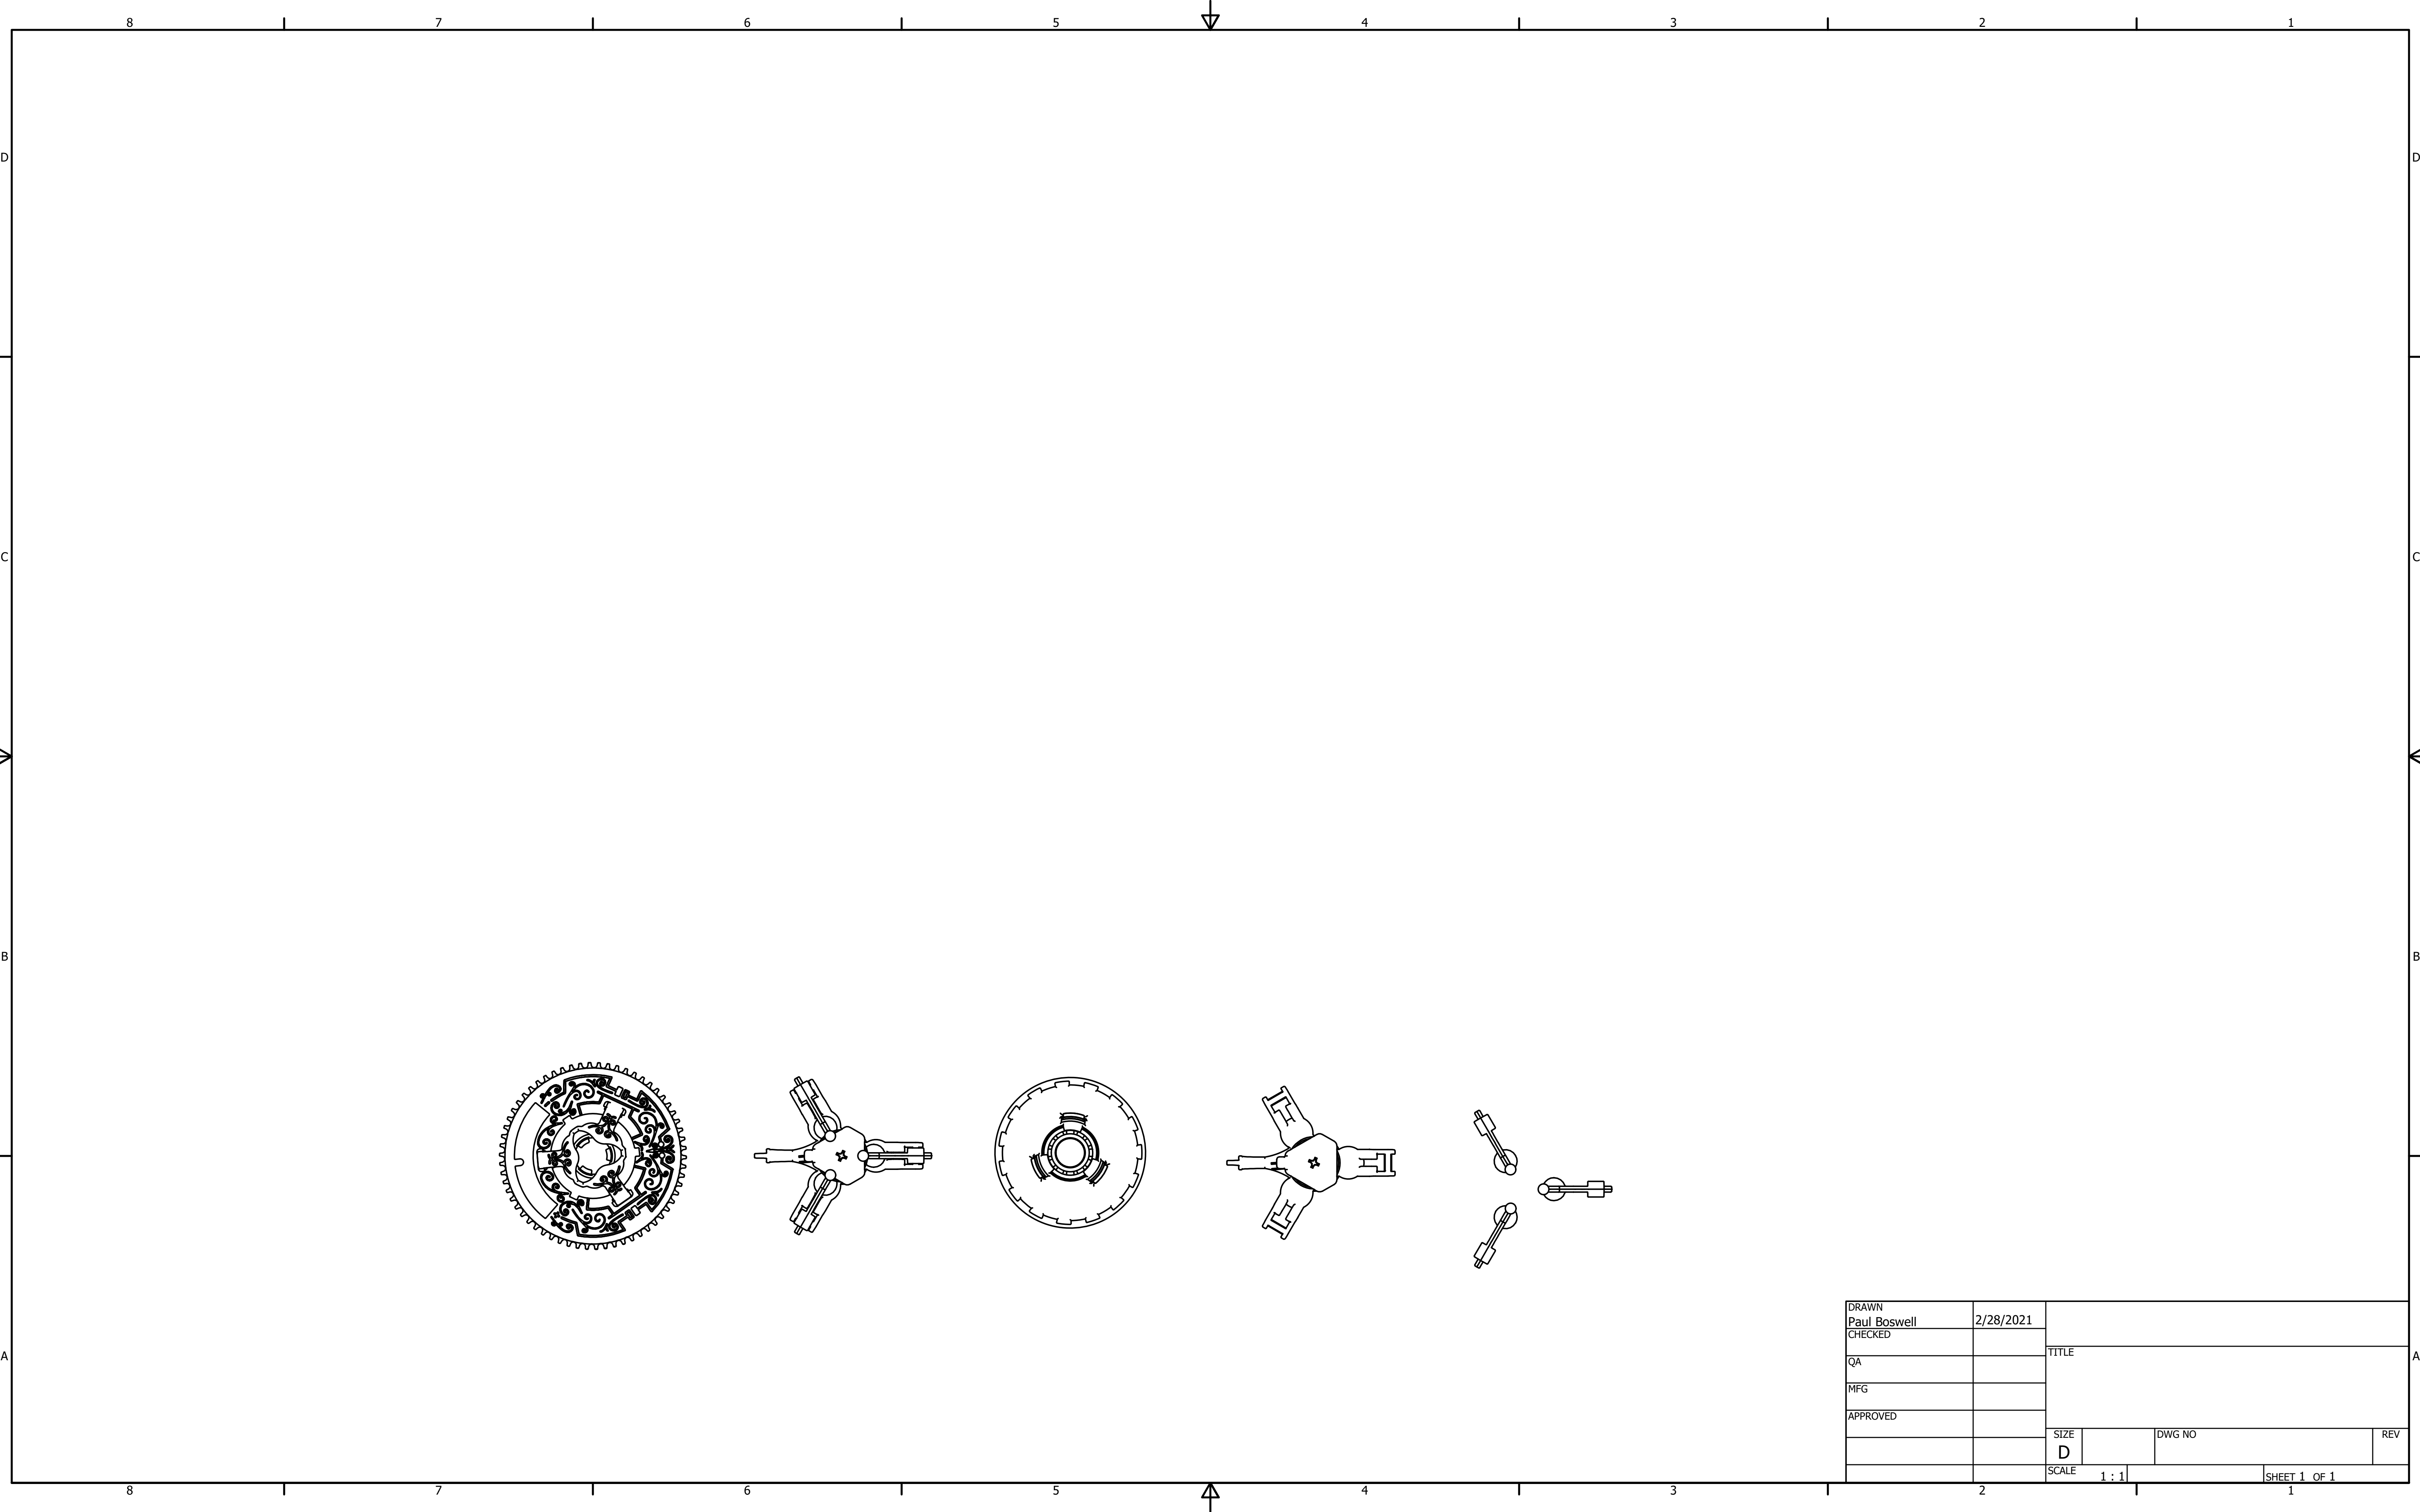 8 7 6 5 4 3 2 1
D D
C C
B B
A A
DRAWN
Paul Boswell 2/28/2021
CHECKED
QA
MFG
APPROVED
TITLE
SIZE DWG NO REV
D
SCALE 1 : 1 SHEET 1 OF 1
8 7 6 5 4 3 2 1